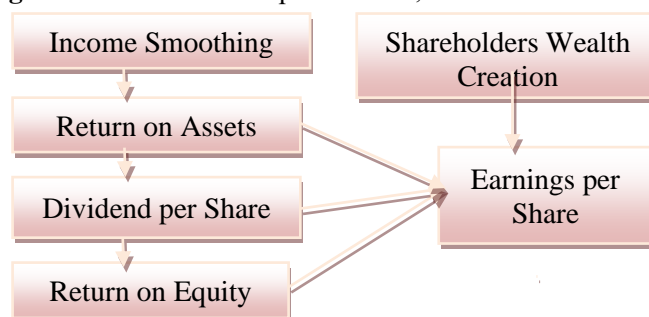 Income Smoothing
Shareholders Wealth
Creation
Return on Assets
Earnings per
Share
Dividend per Share
Return on Equity